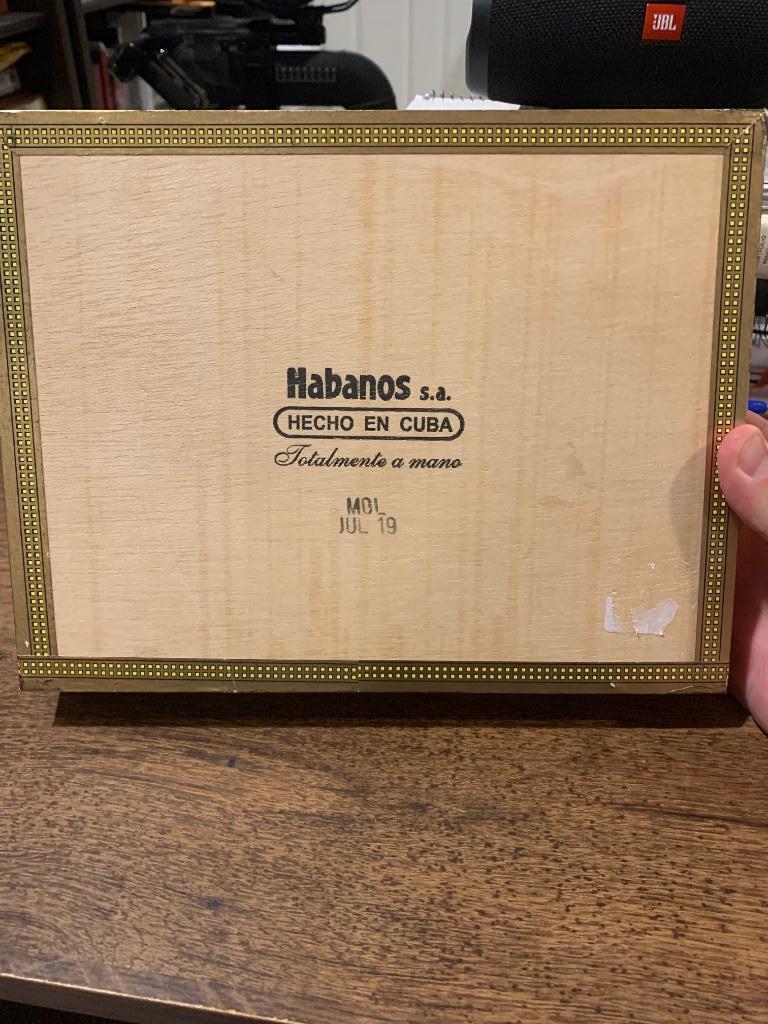 JBL
Habanos s.a.
HECHO EN CUBA
Totalmente a mano
MOL
JUL 19